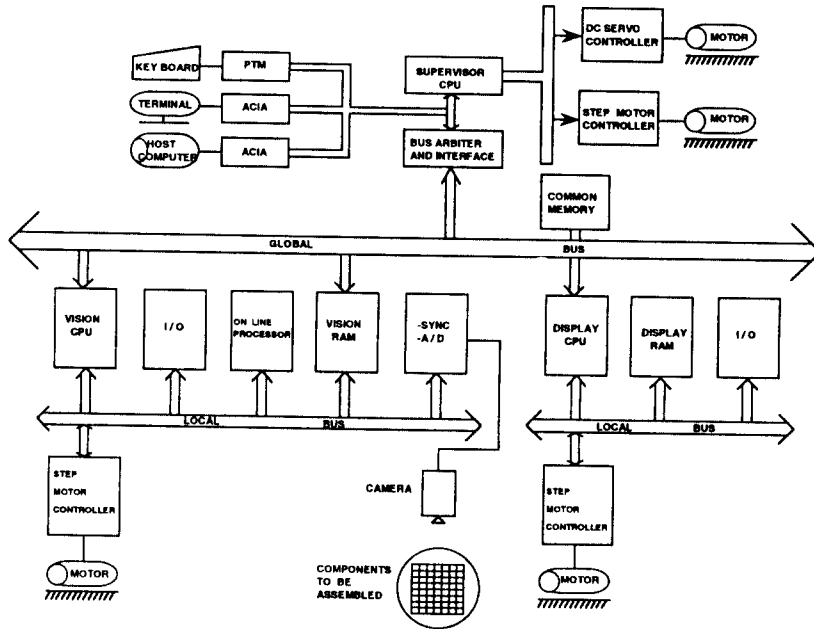 DC SERVO
CONTROLLER
MOTOR
KEY BOARD
PTM
SUPERVISOR
CPU
TERMINAL
ACIA
STEP MOTOR
CONTROLLER
MOTOR
HOST
COMPUTER
ACIA
BUS ARBITER
AND INTERFACE
COMMON
MEMORY
GLOBAL
BUS
VISION
CPU
I/O
ON LINE
PROCESSOR
VISION
RAM
-SYNC
-A/D
DISPLAY
CPU
DISPLAY
RAM
I/O
LOCAL
BUS
LOCAL
BUS
STEP
MOTOR
CONTROLLER
CAMERA
STEP
MOTOR
CONTROLLER
MOTOR
COMPONENTS
TO BE
ASSEMBLED
MOTOR